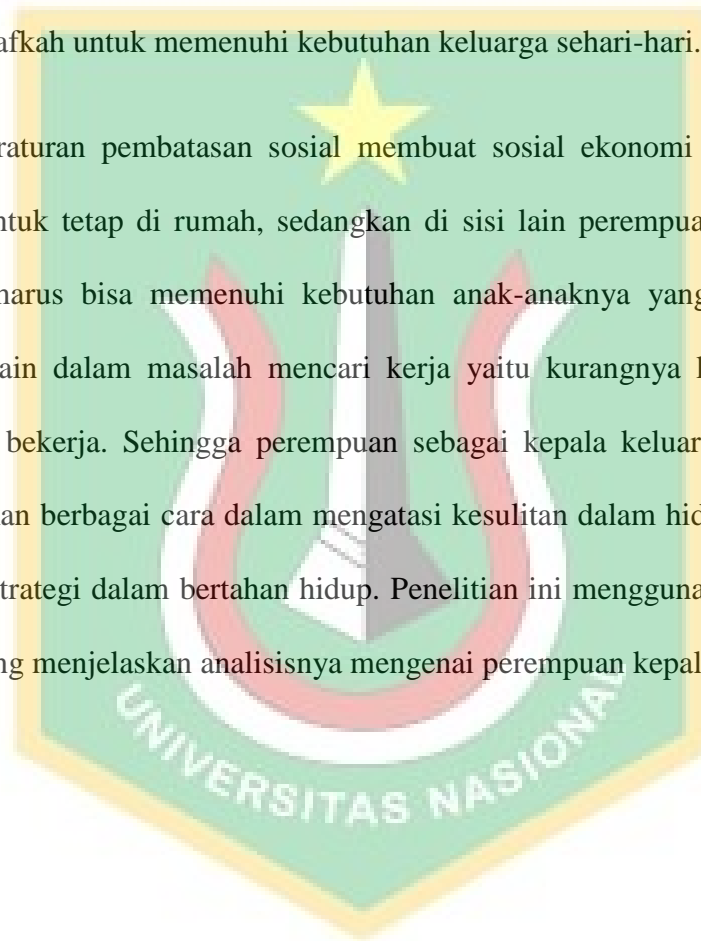 afkah untuk memenuhi kebutuhan keluarga sehari-hari.
raturan pembatasan sosial membuat sosial ekonomi
ntuk tetap di rumah, sedangkan di sisi lain perempua
harus bisa memenuhi kebutuhan anak-anaknya yang
ain dalam masalah mencari kerja yaitu kurangnya
bekerja. Sehingga perempuan sebagai kepala keluar
an berbagai cara dalam mengatasi kesulitan dalam hid
trategi dalam bertahan hidup. Penelitian ini mengguna
ng menjelaskan analisisnya mengenai perempuan kepal
UNIVERSITAS NASIONAL